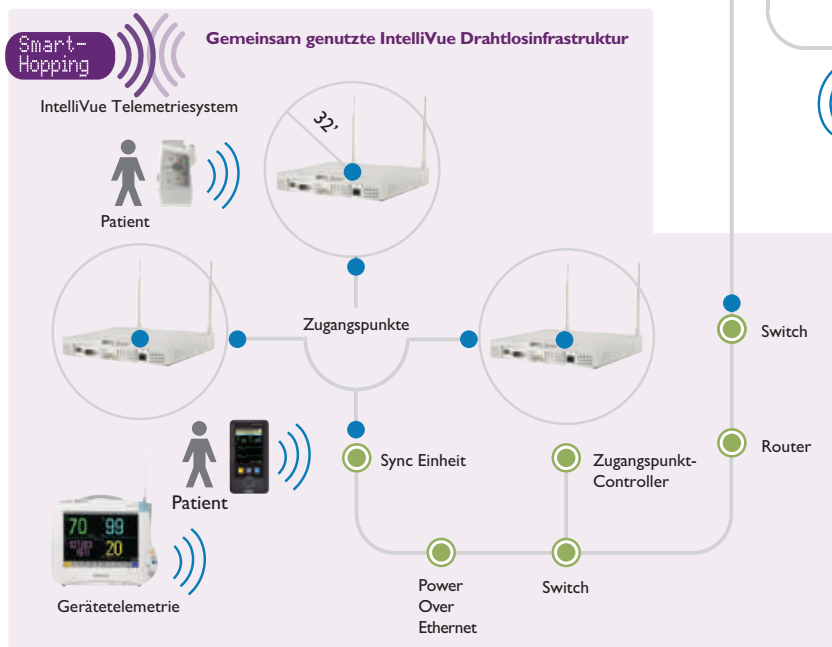 Smart-
Hopping
Gemeinsam genutzte IntelliVue Drahtlosinfrastruktur
IntelliVue Telemetriesystem
32'
Patient
Zugangspunkte
Switch
Sync Einheit
Zugangspunkt-
Controller
Router
Patient
70 99
20
Gerätetelemetrie
Power
Over
Ethernet
Switch